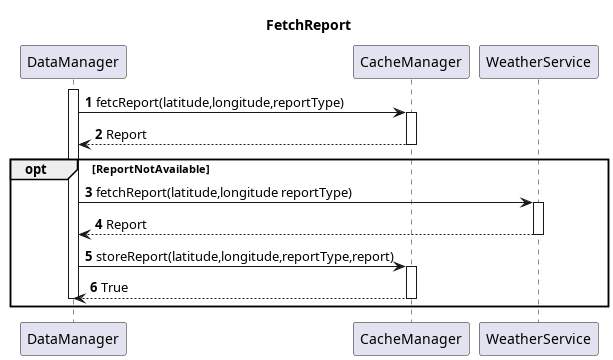 FetchReport
DataManager CacheManager WeatherService
1 fetcReport(latitude,longitude,reportType)
2 Report
opt [ReportNotAvailable]
3 fetchReport(latitude,longitude reportType)
4 Report
5 storeReport(latitude,longitude,reportType,report)
6 True
DataManager CacheManager WeatherService